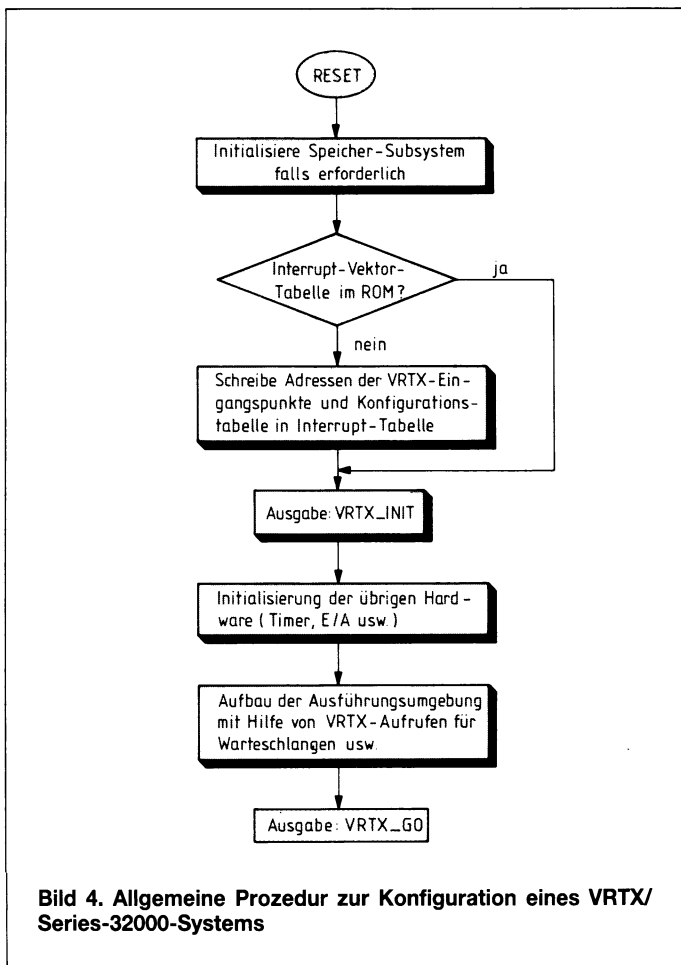 RESET
Initialisiere Speicher-Subsystem
falls erforderlich
Interrupt-Vektor-
Tabelle im ROM?
ja
nein
Schreibe Adressen der VRTX-Ein-
gangspunkte und Konfigurations-
tabelle in Interrupt-Tabelle
Ausgabe: VRTX_INIT
Initialisierung der übrigen Hard-
ware (Timer, E/A usw.)
Aufbau der Ausführungsumgebung
mit Hilfe von VRTX-Aufrufen für
Warteschlangen usw.
Ausgabe: VRTX_GO
Bild 4. Allgemeine Prozedur zur Konfiguration eines VRTX/
Series-32000-Systems